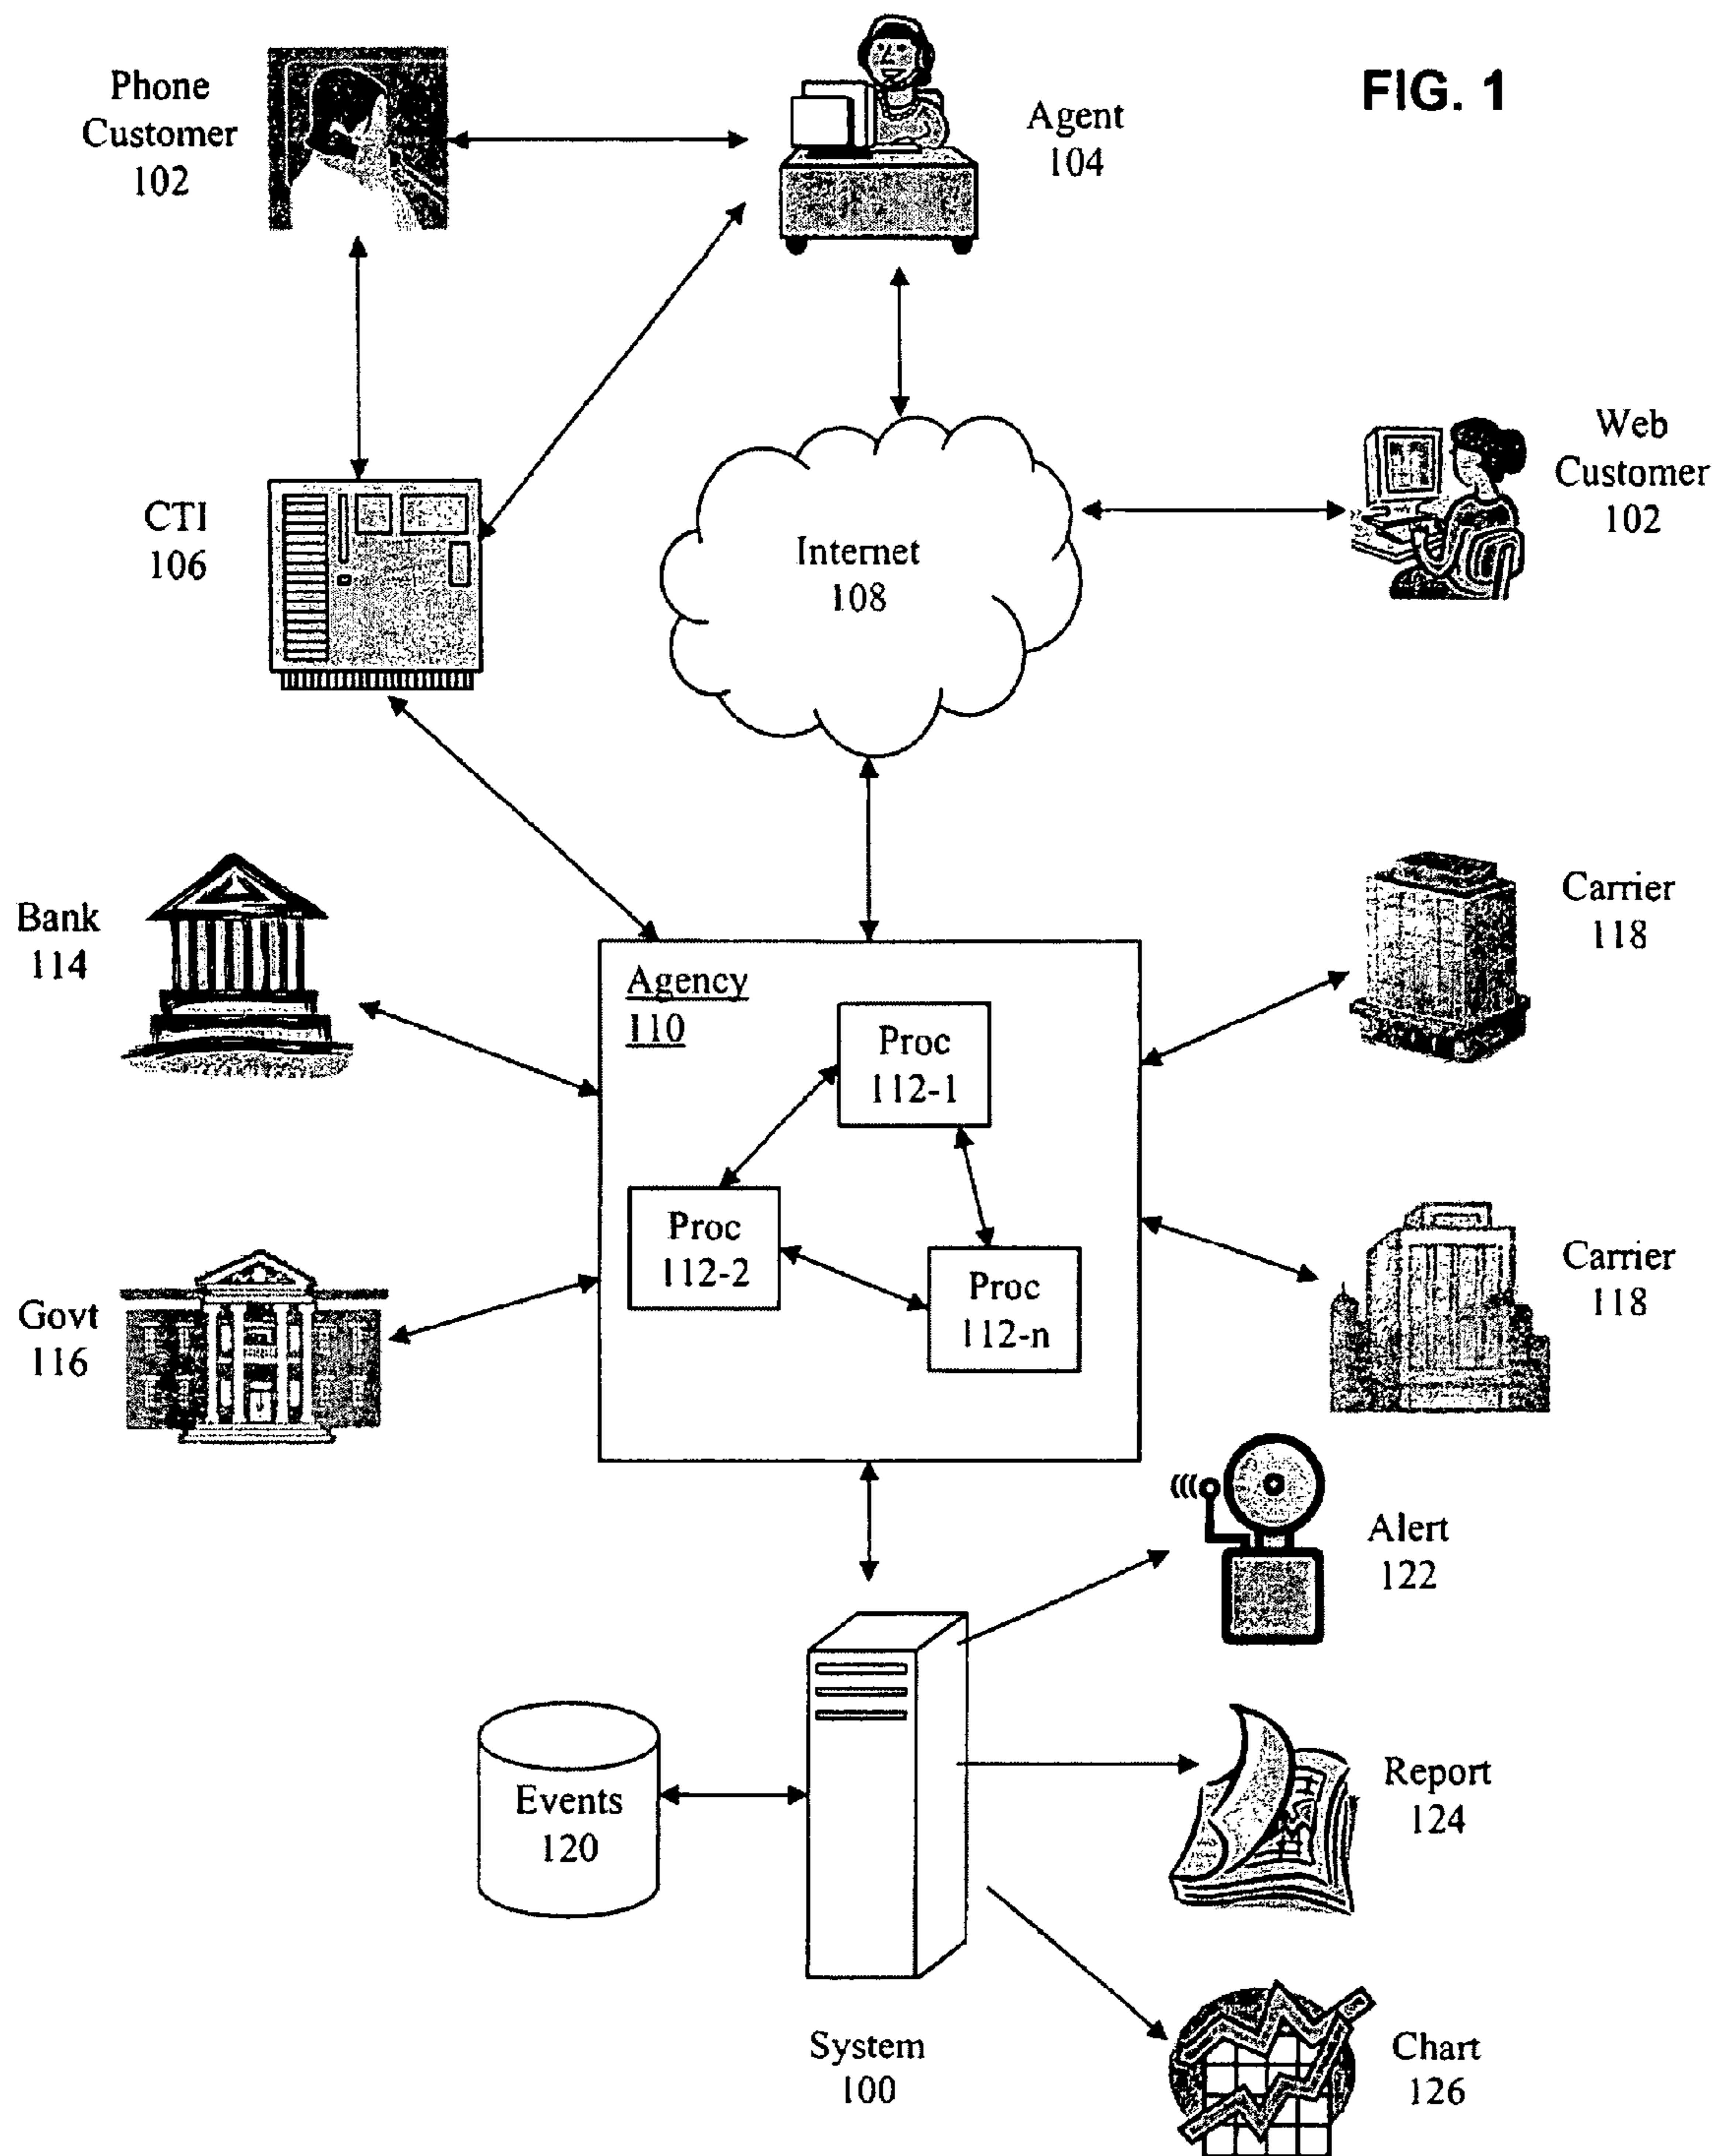 FIG. 1
Phone
Customer
102
Agent
104
CTI
106
Internet
108
Web
Customer
102
Bank
114
Agency
110
Proc
112-1
Proc
112-2
Proc
112-n
Carrier
118
Govt
116
Carrier
118
Alert
122
Events
120
Report
124
System
100
Chart
126